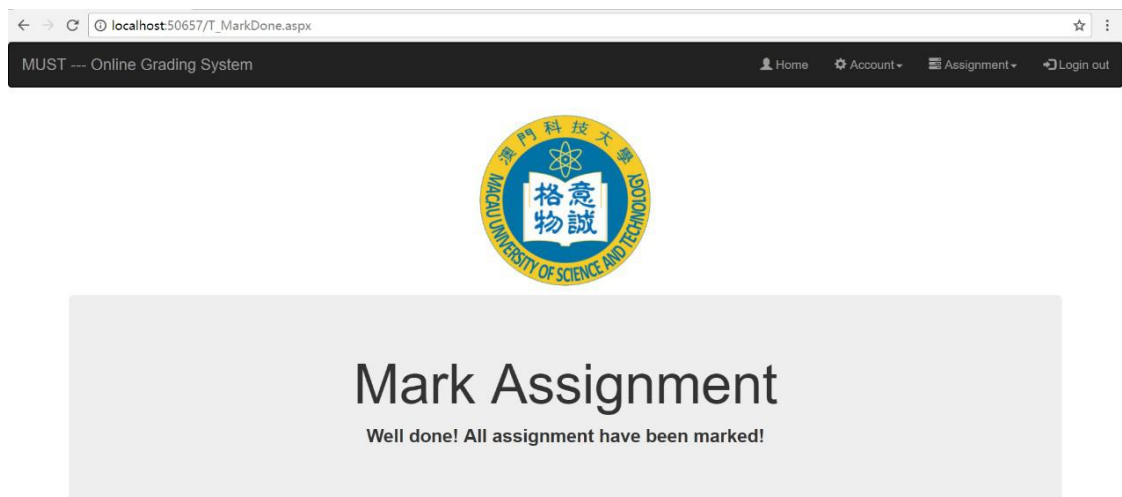 localhost:50657/T_MarkDone.aspx
MUST --- Online Grading System
Home
Account
Assignment
Login out
澳門科技大學
MACAU UNIVERSITY OF SCIENCE AND TECHNOLOGY
格意
物誠
Mark Assignment
Well done! All assignment have been marked!